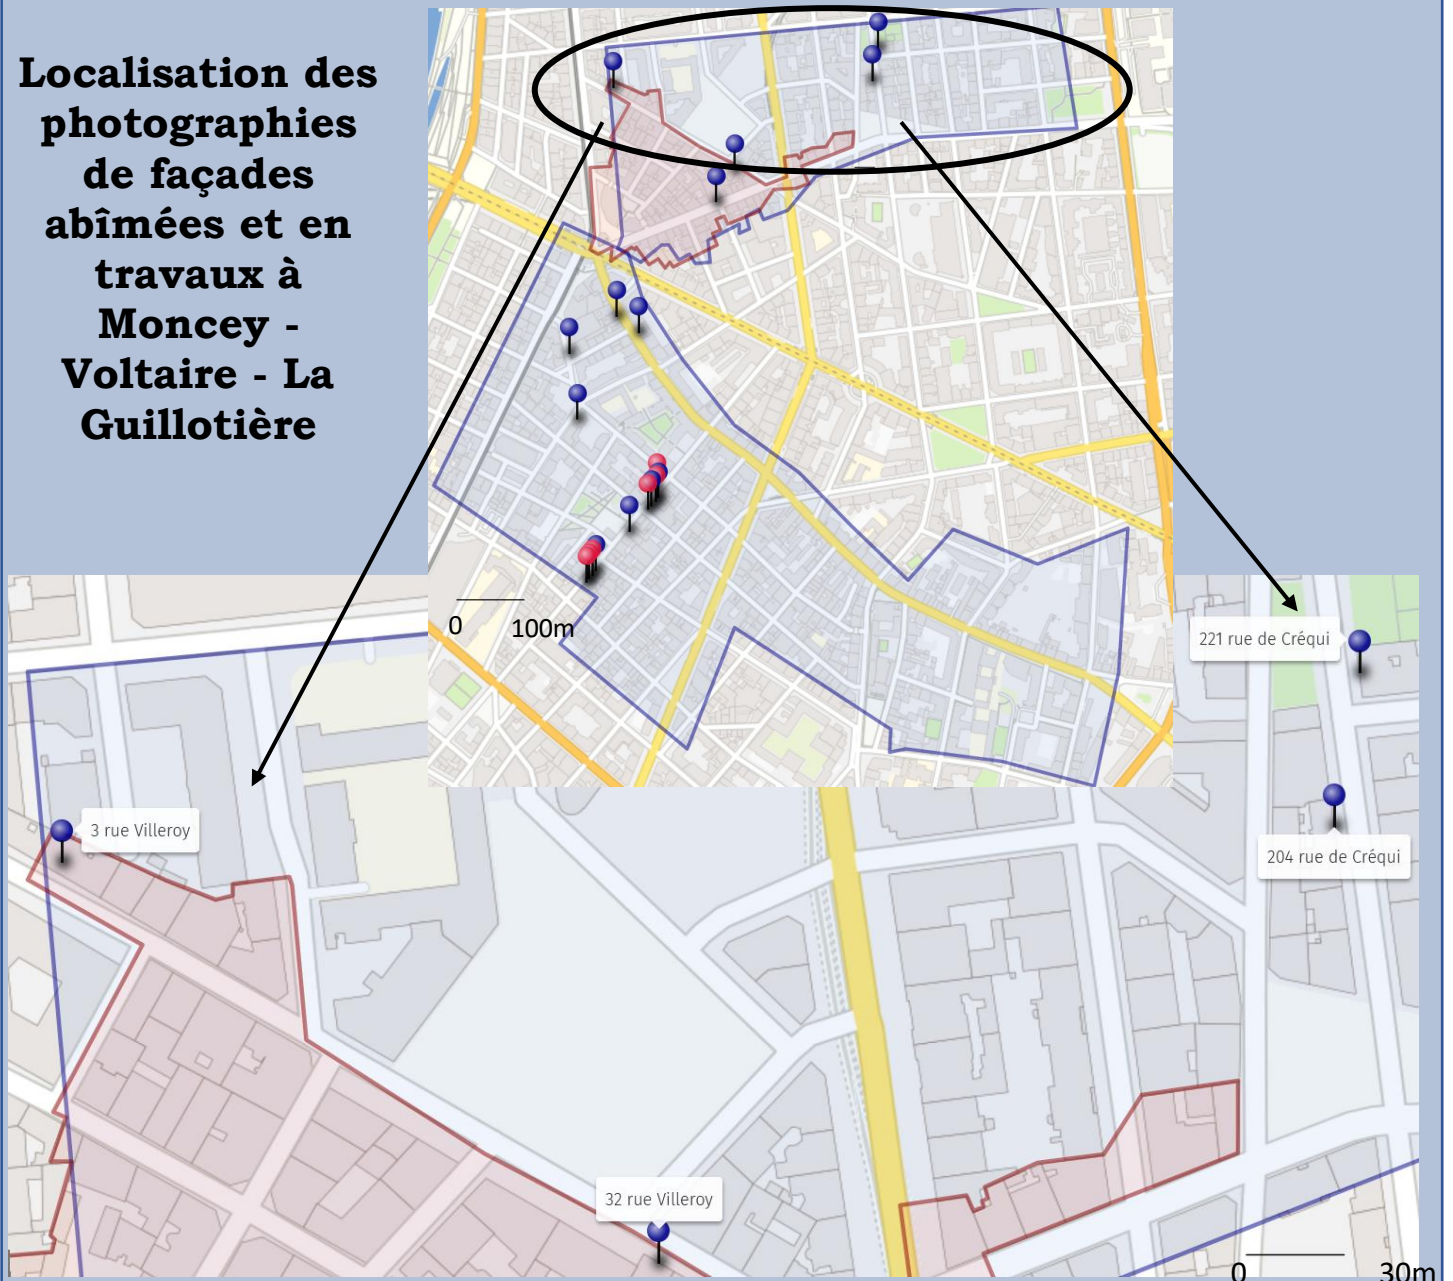 Localisation des
photographies
de façades
abîmées et en
travaux à
Moncey -
Voltaire - La
Guillotière
0 100m
221 rue de Créqui
3 rue Villeroy
204 rue de Créqui
32 rue Villeroy
0 30m